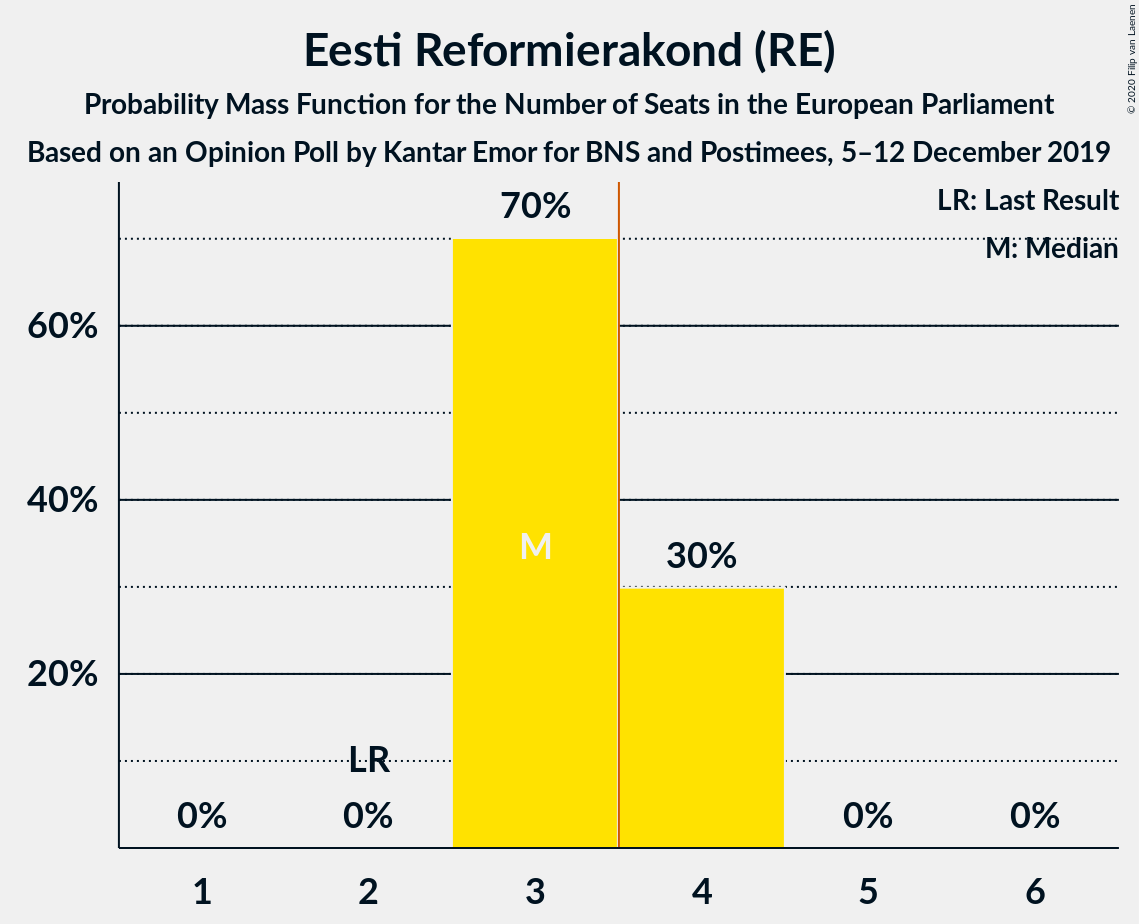 Eesti Reformierakond (RE)
Probability Mass Function for the Number of Seats in the European Parliament
Based on an Opinion Poll by Kantar Emor for BNS and Postimees, 5–12 December 2019
© 2020 Filip van Laenen
LR: Last Result
M: Median
70%
60%
40%
M
30%
20%
LR
0% 0% 0% 0%
1 2 3 4 5 6